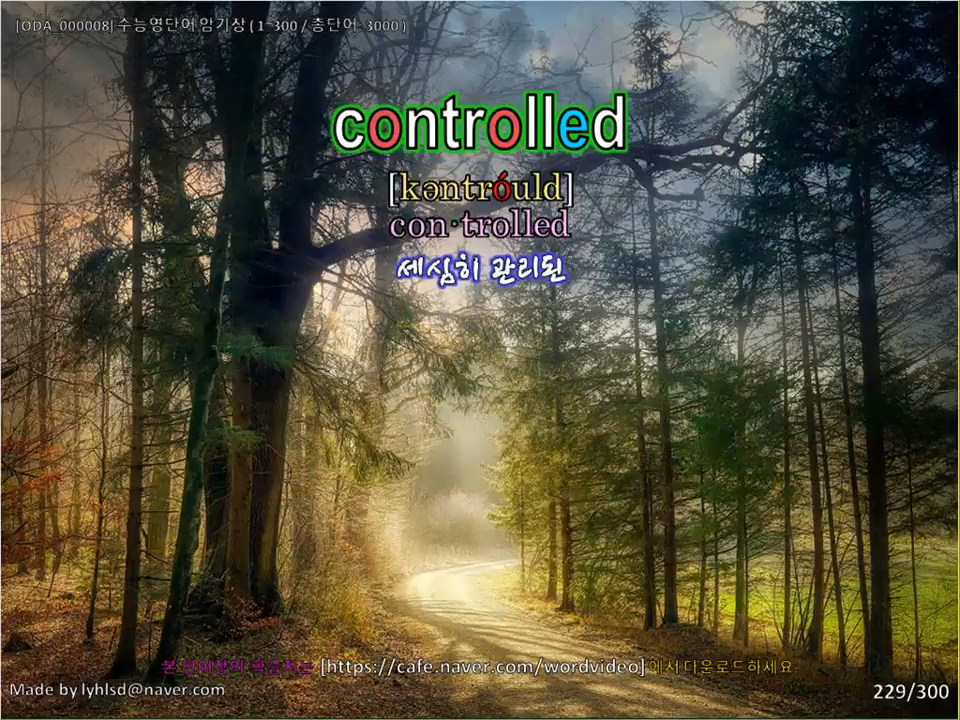 [ODA_000008] 수능영단어암기상 ( 1~300 / 총단어: 3000 )
controlled
[kəntróuld]
con·trolled
세심히 관리된
본 단어장의 학습서는 [https://cafe.naver.com/wordvideo] 에서 다운로드하세요.
Made by lyhlsd@naver.com
229/300